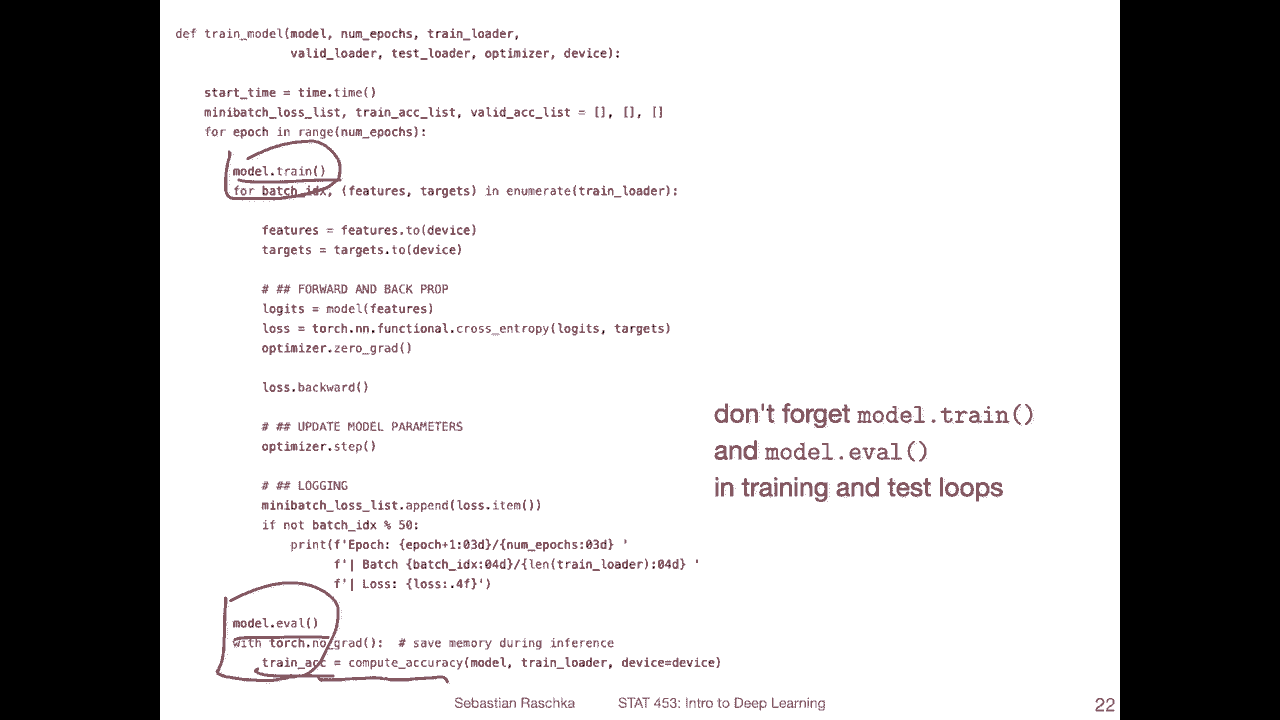 def train_model(model, num_epochs, train_loader,
valid_loader, test_loader, optimizer, device):
start_time = time.time()
minibatch_loss_list, train_acc_list, valid_acc_list = [], [], []
for epoch in range(num_epochs):
model.train()
for batch_idx, (features, targets) in enumerate(train_loader):
features = features.to(device)
targets = targets.to(device)
# ## FORWARD AND BACK PROP
logits = model(features)
loss = torch.nn.functional.cross_entropy(logits, targets)
optimizer.zero_grad()
loss.backward()
# ## UPDATE MODEL PARAMETERS
optimizer.step()
# ## LOGGING
minibatch_loss_list.append(loss.item())
if not batch_idx % 50:
print(f'Epoch: {epoch+1:03d}/{num_epochs:03d} '
f'| Batch {batch_idx:04d}/{len(train_loader):04d} '
f'| Loss: {loss:.4f}')
model.eval()
with torch.no_grad():  # save memory during inference
train_acc = compute_accuracy(model, train_loader, device=device)
don't forget model.train()
and model.eval()
in training and test loops
Sebastian Raschka STAT 453: Intro to Deep Learning 22